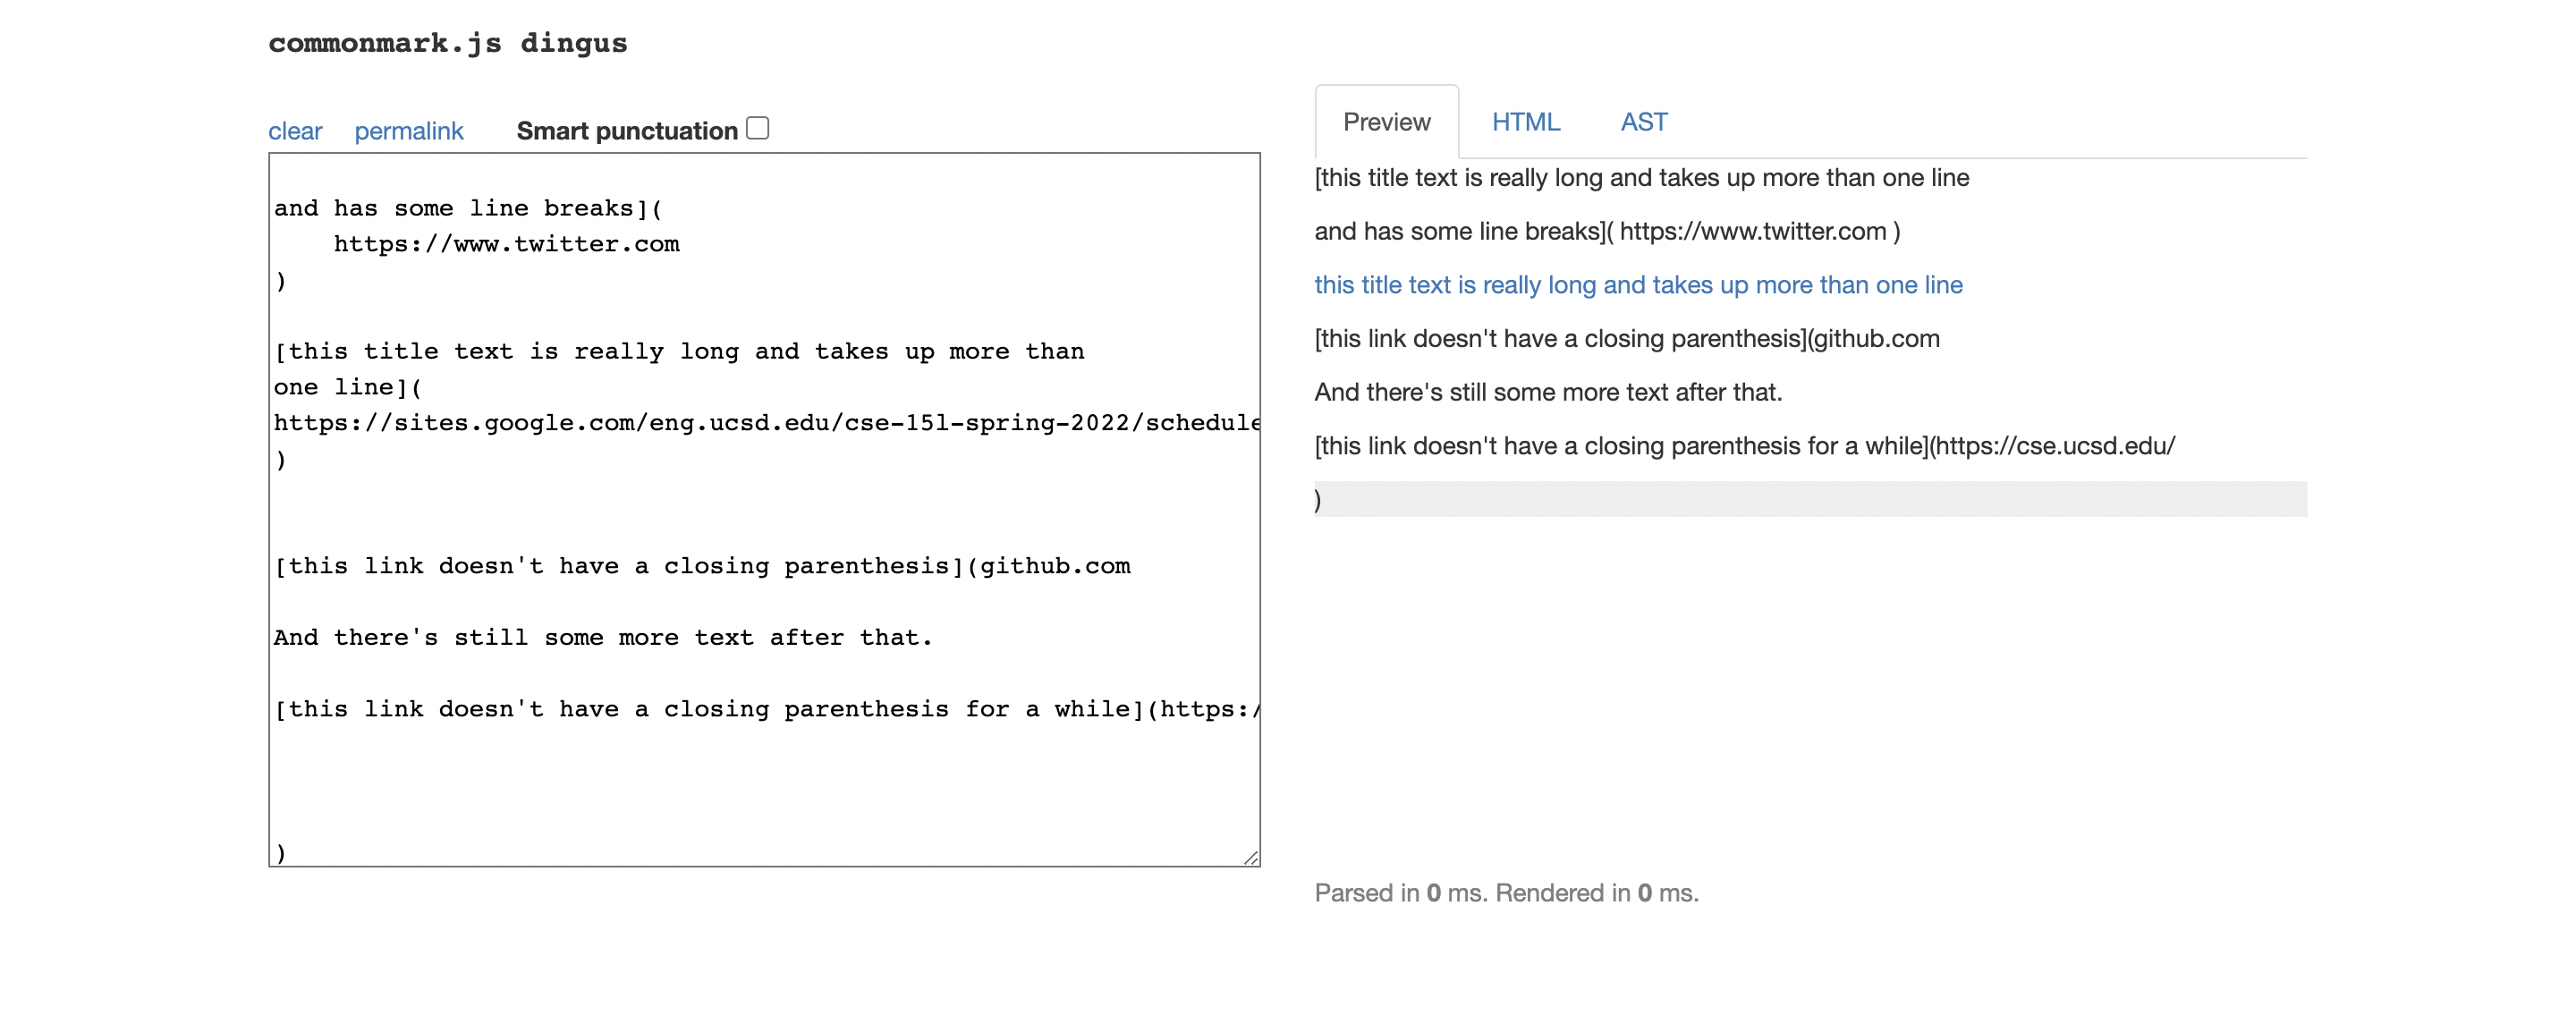 commonmark.js dingus
clear permalink Smart punctuation
and has some line breaks](
https://www.twitter.com
)
[this title text is really long and takes up more than
one line](
https://sites.google.com/eng.ucsd.edu/cse-15l-spring-2022/schedule
)
[this link doesn't have a closing parenthesis](github.com
And there's still some more text after that.
[this link doesn't have a closing parenthesis for a while](https:/
)
Preview HTML AST
[this title text is really long and takes up more than one line
and has some line breaks]( https://www.twitter.com )
this title text is really long and takes up more than one line
[this link doesn't have a closing parenthesis](github.com
And there's still some more text after that.
[this link doesn't have a closing parenthesis for a while](https://cse.ucsd.edu/
)
Parsed in 0 ms. Rendered in 0 ms.